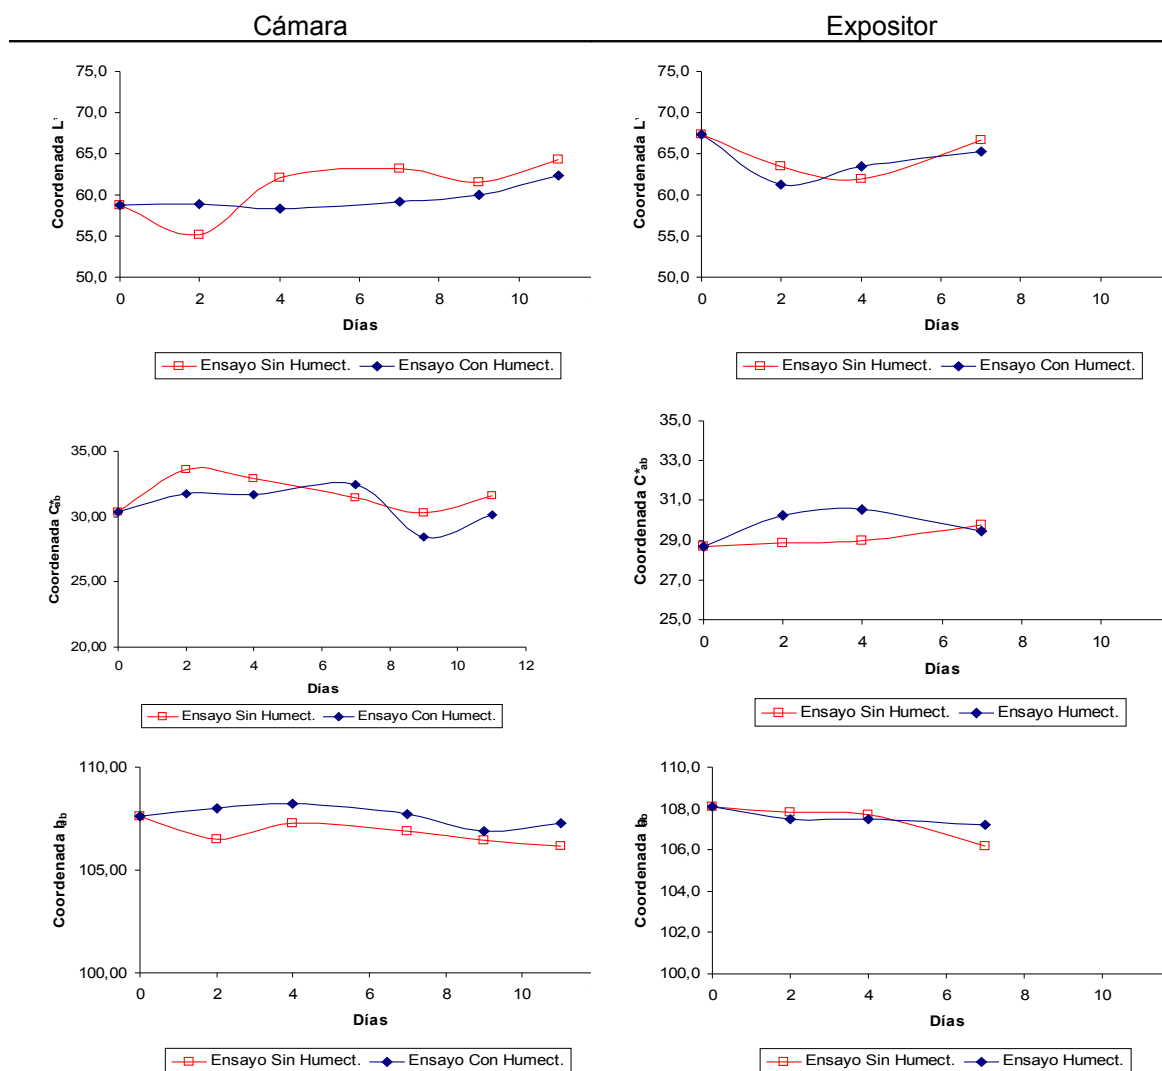 Cámara
Expositor
75,0
70,0
65,0
60,0
55,0
50,0
Coordenada L*
0 2 4 6 8 10
Días
Ensayo Sin Humect. Ensayo Con Humect.
75,0
70,0
65,0
60,0
55,0
50,0
Coordenada L*
0 2 4 6 8 10
Días
Ensayo Sin Humect. Ensayo Con Humect.
35,00
30,00
25,00
20,00
Coordenada C*ab
0 2 4 6 8 10 12
Días
Ensayo Sin Humect. Ensayo Con Humect.
35,0
33,0
31,0
29,0
27,0
25,0
Coordenada C*ab
0 2 4 6 8 10
Días
Ensayo Sin Humect. Ensayo Humect.
110,00
105,00
100,00
Coordenada hab
0 2 4 6 8 10
Días
Ensayo Sin Humect. Ensayo Con Humect.
110,0
108,0
106,0
104,0
102,0
100,0
Coordenada hab
0 2 4 6 8 10
Días
Ensayo Sin Humect. Ensayo Humect.